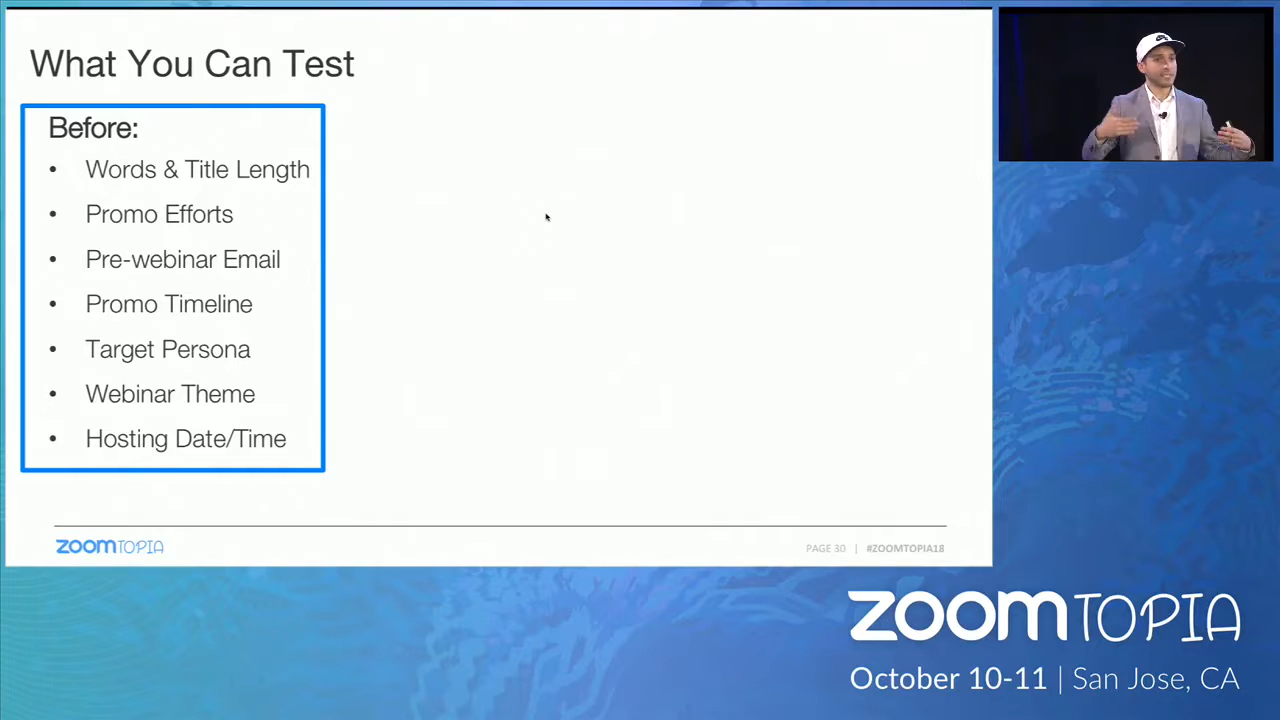 What You Can Test
Before:
• Words & Title Length
• Promo Efforts
• Pre-webinar Email
• Promo Timeline
• Target Persona
• Webinar Theme
• Hosting Date/Time
zoomTOPIA
PAGE 30 | #ZOOMTOPIA18
zoomTOPIA
October 10-11 | San Jose, CA